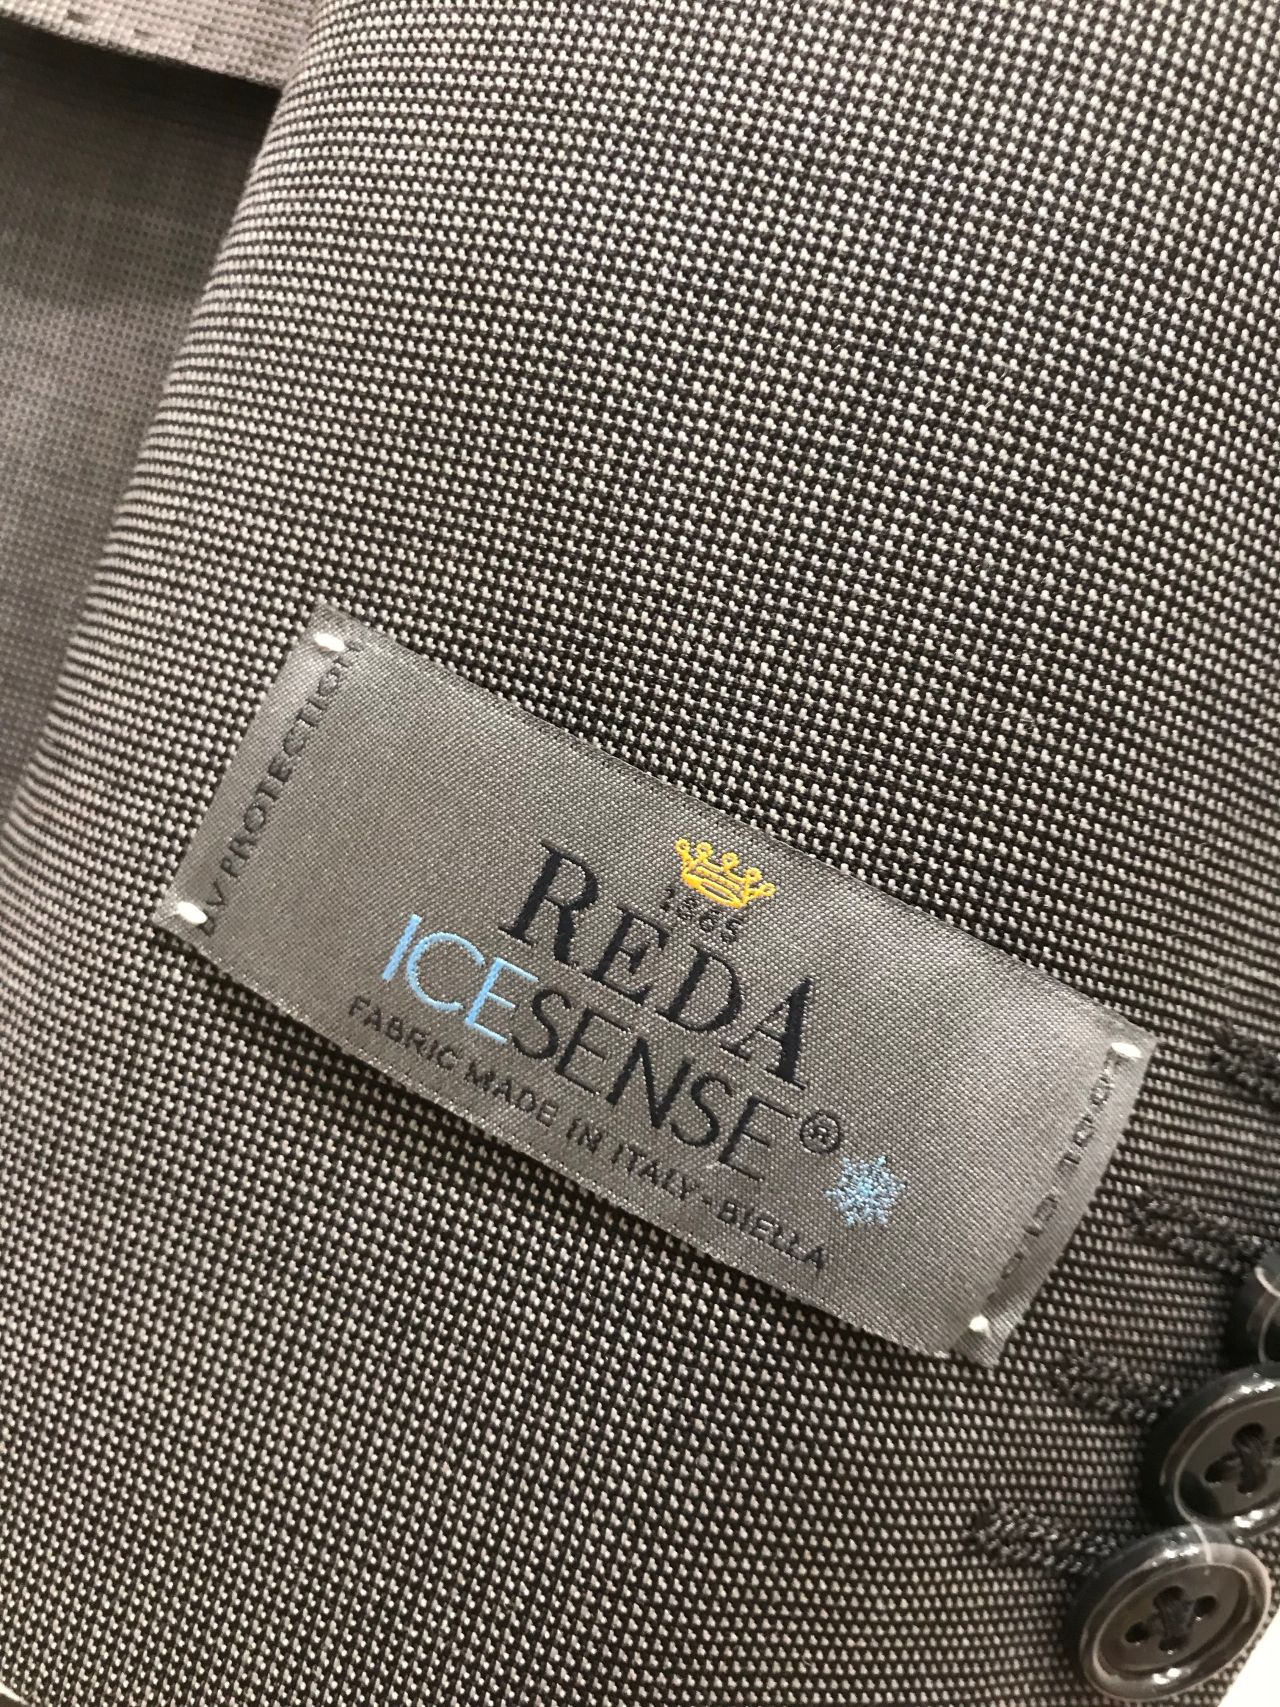 UV PROTECTION
1865
REDA
ICESENSE®
FABRIC MADE IN ITALY - BIELLA